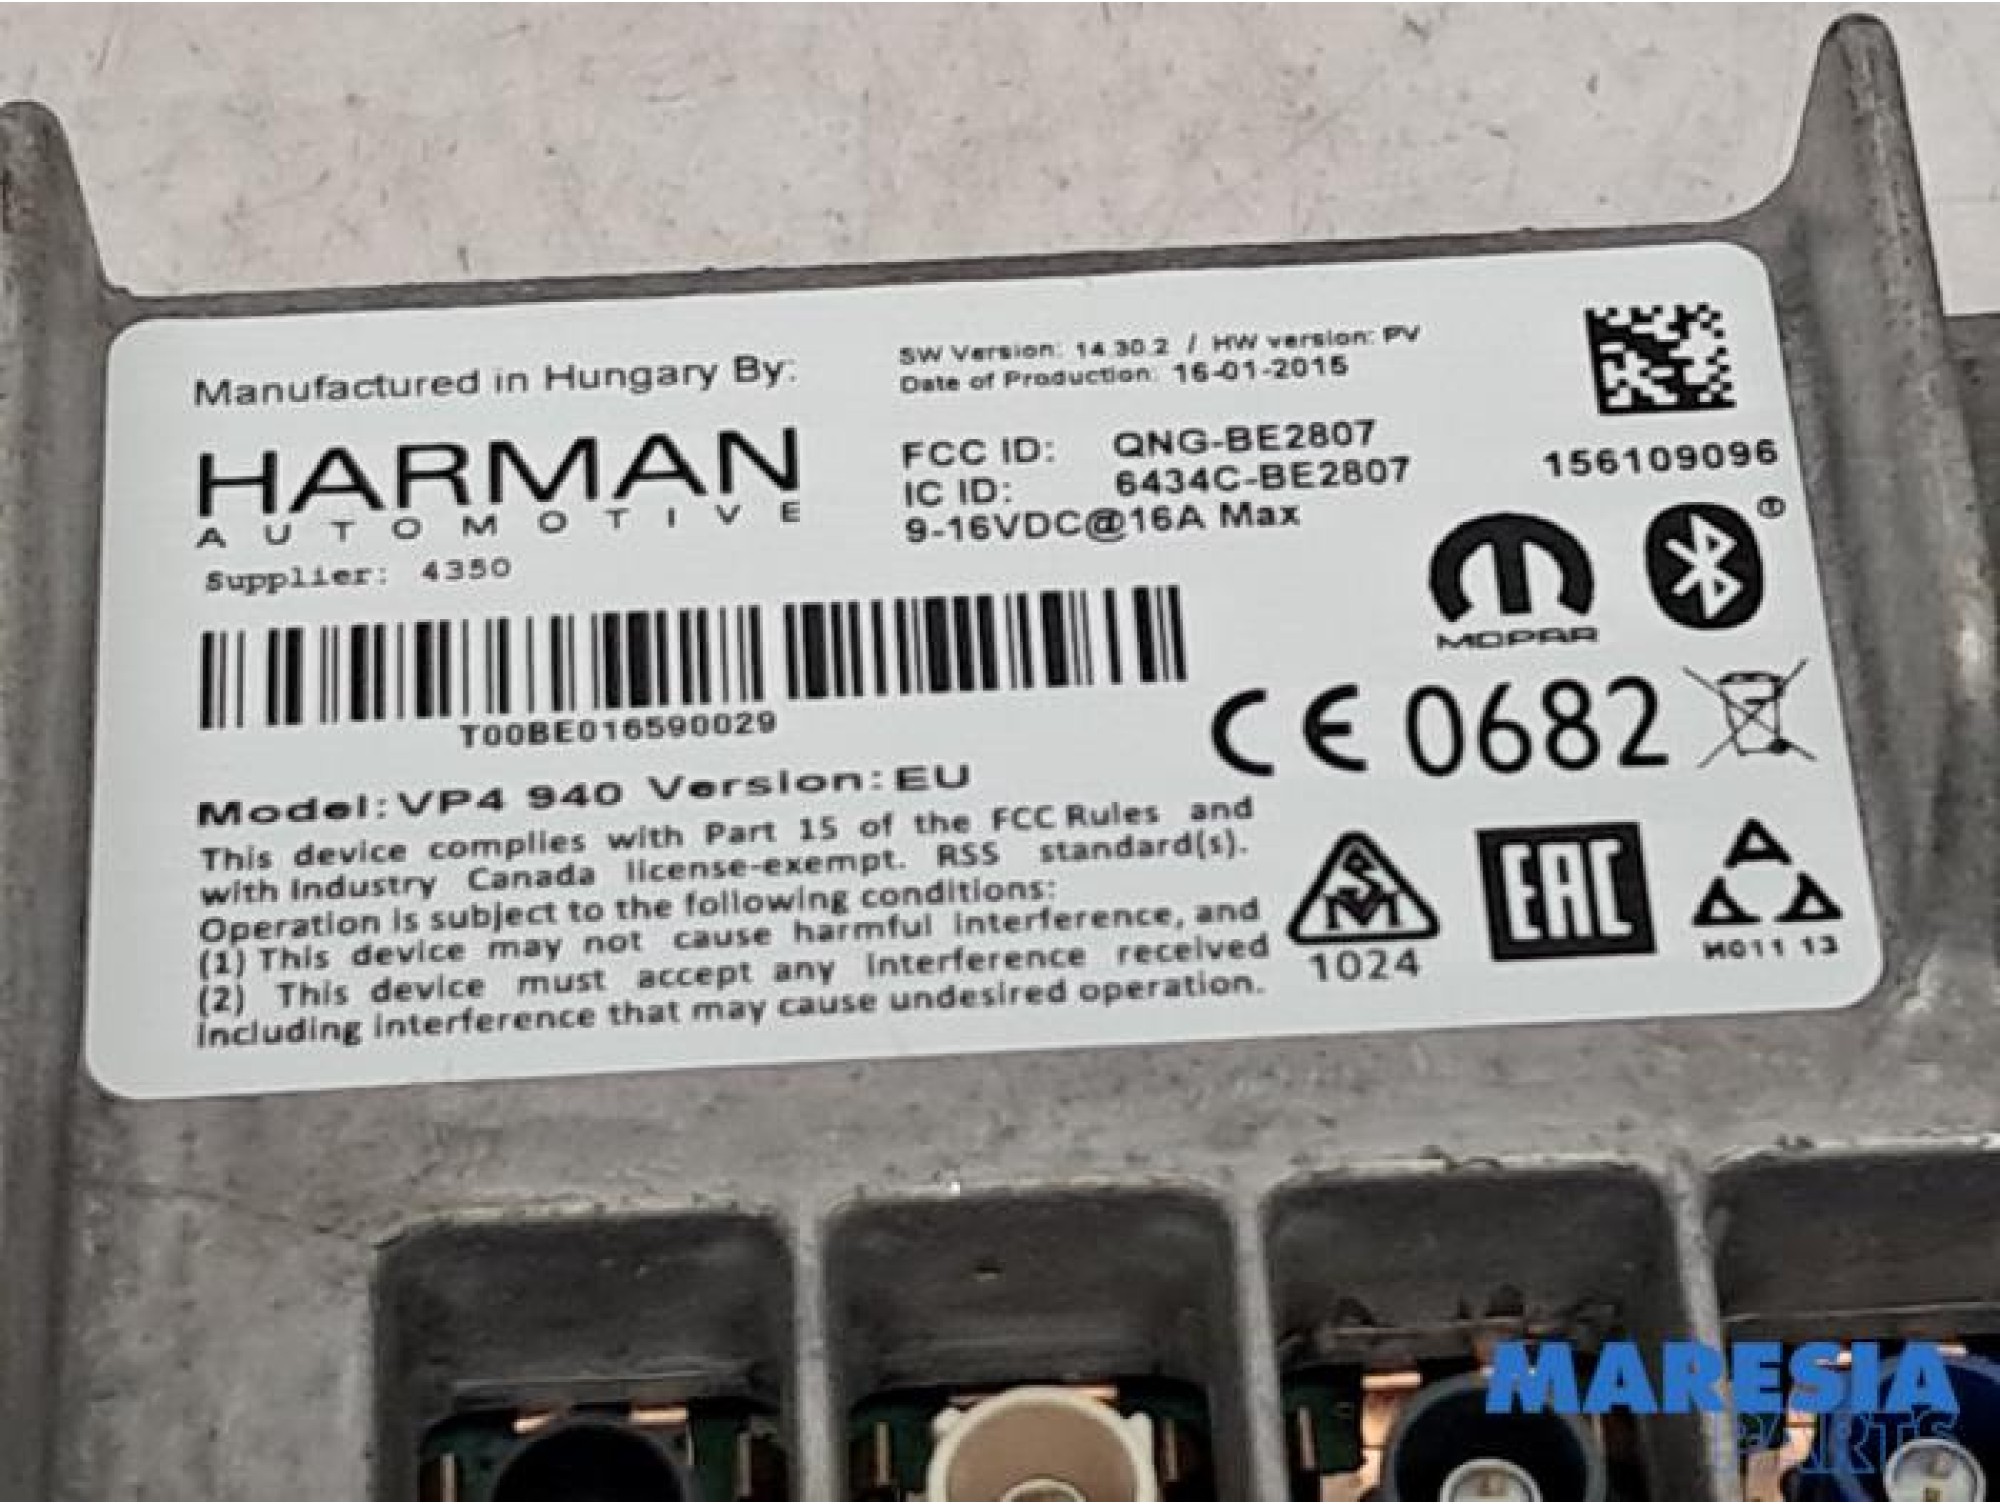 Manufactured in Hungary By:
HARMAN
AUTOMOTIVE
Supplier: 4350
SW Version: 14.30.2 / HW version: PV
Date of Production: 16-01-2015
FCC ID: QNG-BE2807
IC ID: 6434C-BE2807
9-16VDC@16A Max
156109096
MOPAR
T00BE016590029
CE 0682
Model: VP4 940 Version: EU
This device complies with Part 15 of the FCC Rules and
with Industry Canada license-exempt. RSS standard(s).
Operation is subject to the following conditions:
(1) This device may not cause harmful interference, and
(2) This device must accept any interference received
including interference that may cause undesired operation.
SM
1024
EAC
H011 13
MARESIA
PARTS